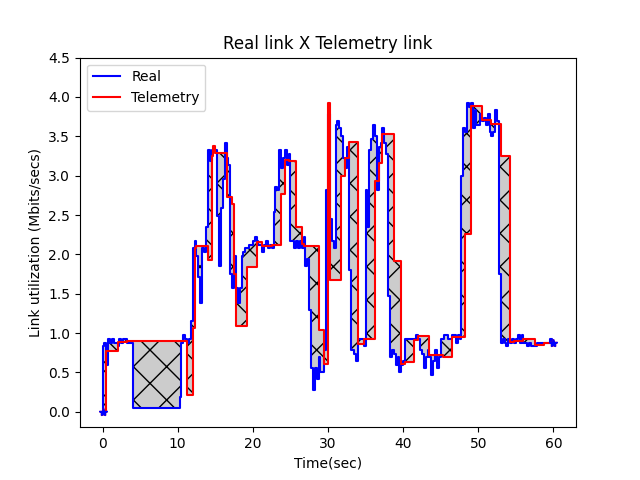 Real link X Telemetry link
Real
Telemetry
Link utilization (Mbits/secs)
4.5
4.0
3.5
3.0
2.5
2.0
1.5
1.0
0.5
0.0
0 10 20 30 40 50 60
Time(sec)